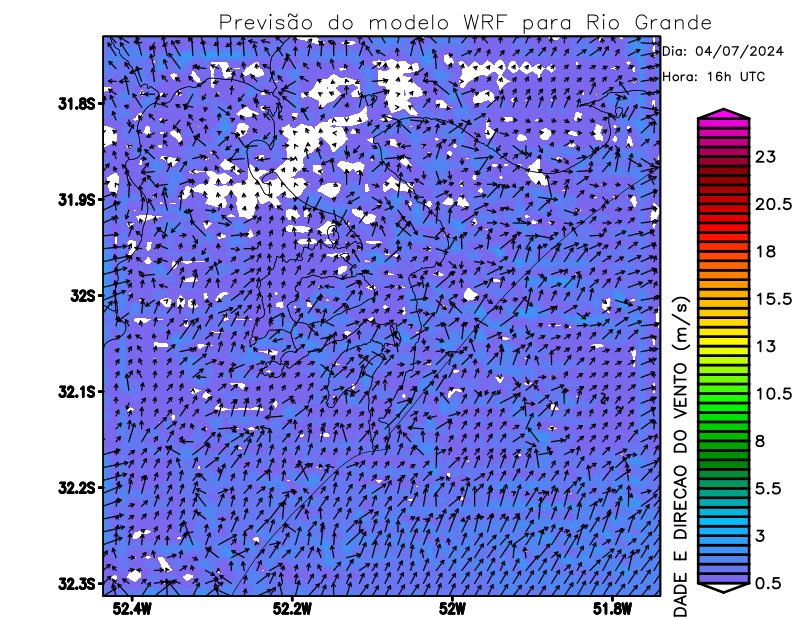 Previsão do modelo WRF para Rio Grande
Dia: 04/07/2024
Hora: 16h UTC
31.8S
31.9S
32S
32.1S
32.2S
32.3S
52.4W
52.2W
52W
51.8W
23
20.5
18
15.5
13
10.5
8
5.5
3
0.5
DADE E DIRECAO DO VENTO (m/s)